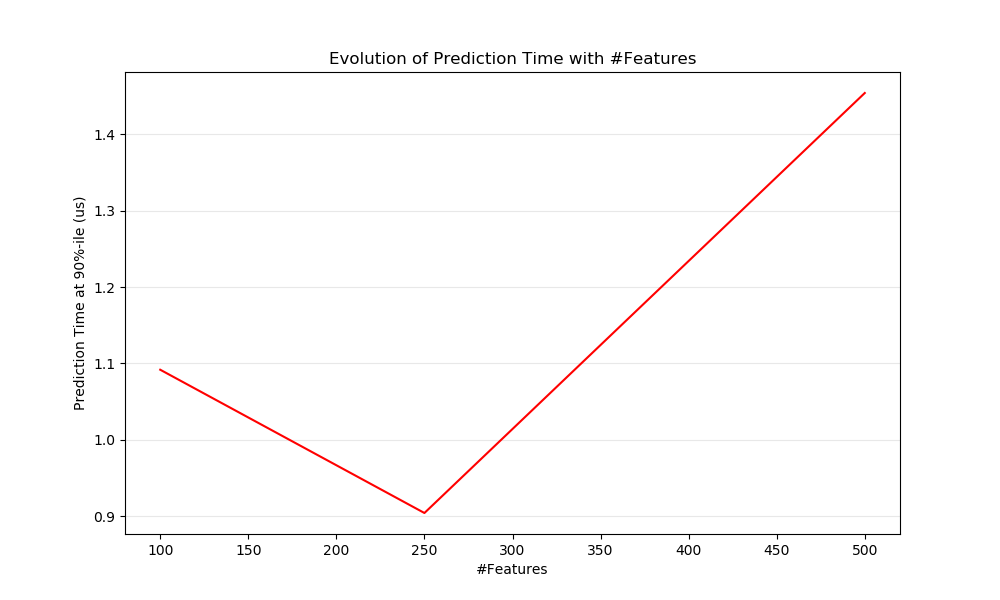 Evolution of Prediction Time with #Features
Prediction Time at 90%-ile (us)
1.4
1.3
1.2
1.1
1.0
0.9
100 150 200 250 300 350 400 450 500
#Features